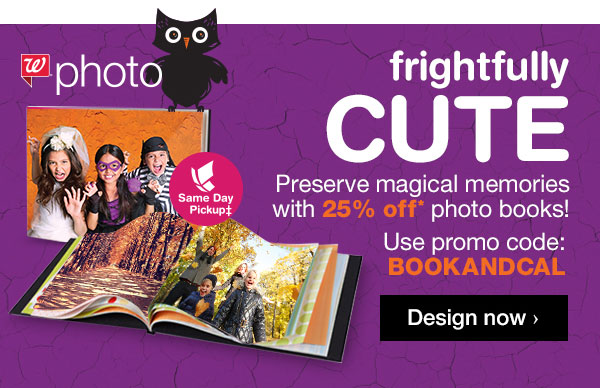 W photo
frightfully
CUTE
Preserve magical memories
with 25% off* photo books!
Same Day
Pickup‡
Use promo code:
BOOKANDCAL
Design now ›